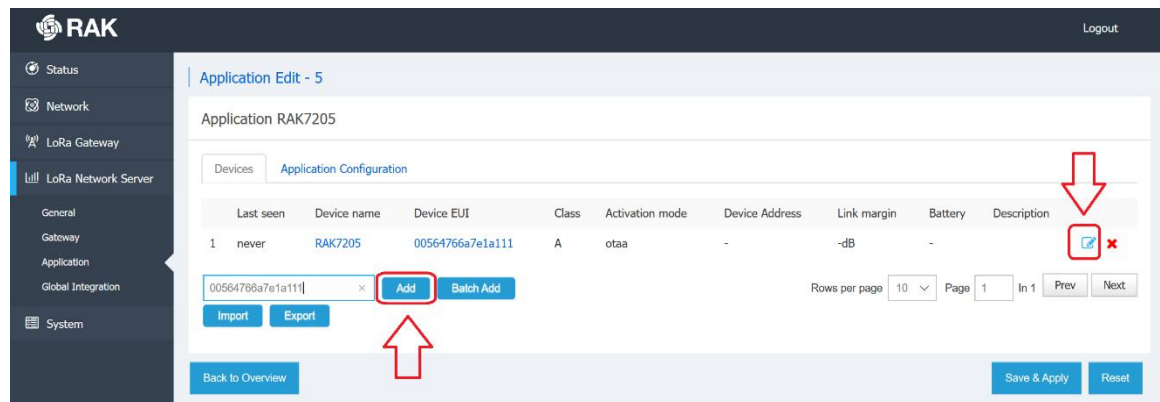 RAK
Logout
Status
Network
LoRa Gateway
LoRa Network Server
General
Gateway
Application
Global Integration
System
Application Edit - 5
Application RAK7205
Devices Application Configuration
Last seen Device name Device EUI Class Activation mode Device Address Link margin Battery Description
1 never RAK7205 00564766a7e1a111 A otaa - -dB -
00564766a7e1a111 × Add Batch Add Rows per page 10 Page 1 In 1 Prev Next
Import Export
Back to Overview Save & Apply Reset